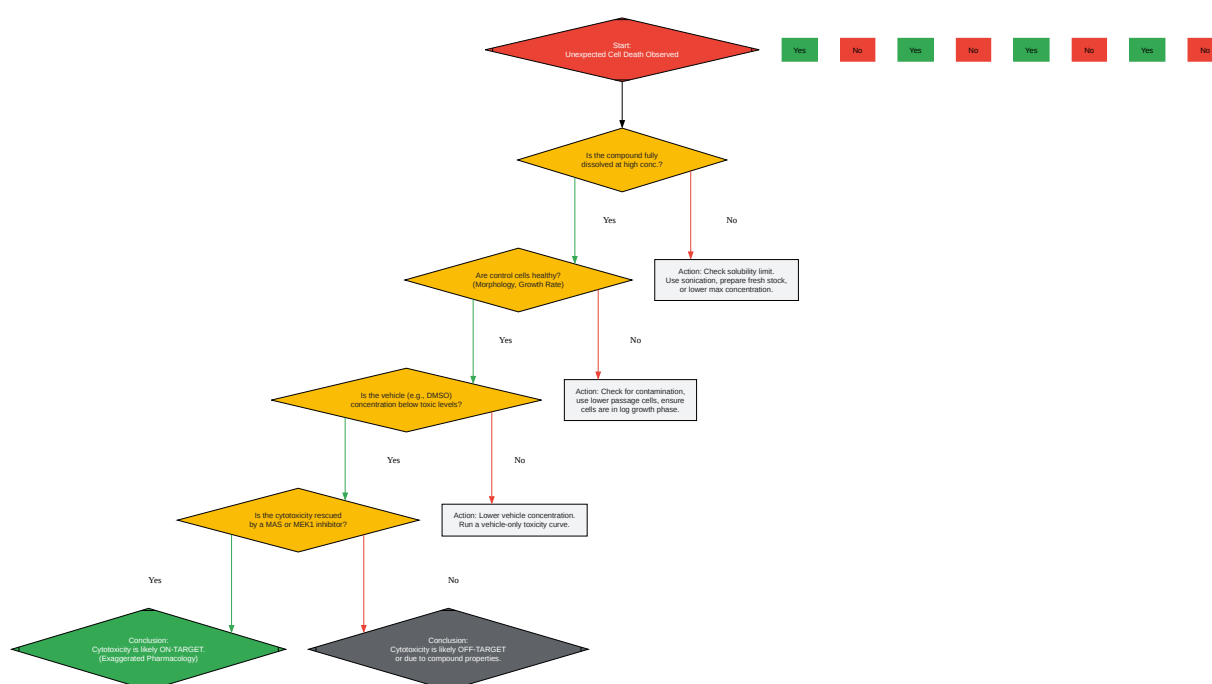 Start:
Unexpected Cell Death Observed
Yes
No
Yes
No
Yes
No
Yes
No
Is the compound fully
dissolved at high conc.?
Yes
No
Are control cells healthy?
(Morphology, Growth Rate)
Action: Check solubility limit.
Use sonication, prepare fresh stock,
or lower max concentration.
Yes
No
Is the vehicle (e.g., DMSO)
concentration below toxic levels?
Action: Check for contamination,
use lower passage cells, ensure
cells are in log growth phase.
Yes
No
Is the cytotoxicity rescued
by a MAS or MEK1 inhibitor?
Action: Lower vehicle concentration.
Run a vehicle-only toxicity curve.
Yes
No
Conclusion:
Cytotoxicity is likely ON-TARGET.
(Exaggerated Pharmacology)
Conclusion:
Cytotoxicity is likely OFF-TARGET
or due to compound properties.